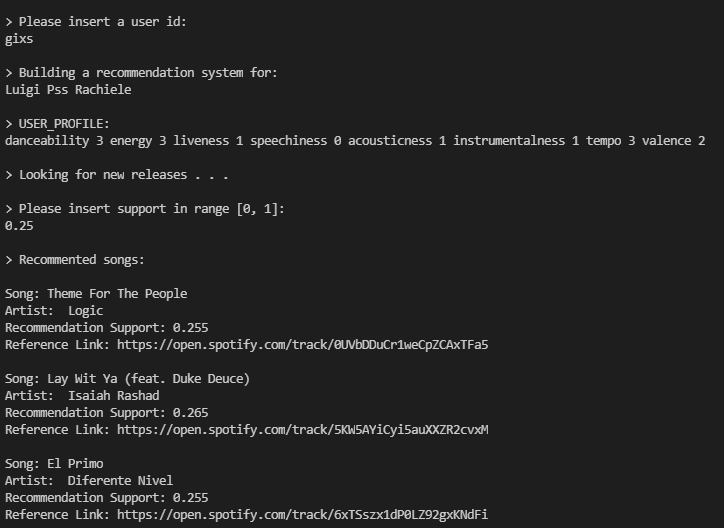 > Please insert a user id:
gixs
> Building a recommendation system for:
Luigi Pss Rachiele
> USER_PROFILE:
danceability 3 energy 3 liveness 1 speechiness 0 acousticness 1 instrumentalness 1 tempo 3 valence 2
> Looking for new releases . . .
> Please insert support in range [0, 1]:
0.25
> Recommented songs:
Song: Theme For The People
Artist:  Logic
Recommendation Support: 0.255
Reference Link: https://open.spotify.com/track/0UVbDDuCr1weCpZCAxTFa5
Song: Lay Wit Ya (feat. Duke Deuce)
Artist:  Isaiah Rashad
Recommendation Support: 0.265
Reference Link: https://open.spotify.com/track/5KW5AYiCyi5auXXZR2cvxM
Song: El Primo
Artist:  Diferente Nivel
Recommendation Support: 0.255
Reference Link: https://open.spotify.com/track/6xTSszx1dP0LZ92gxKNdFi